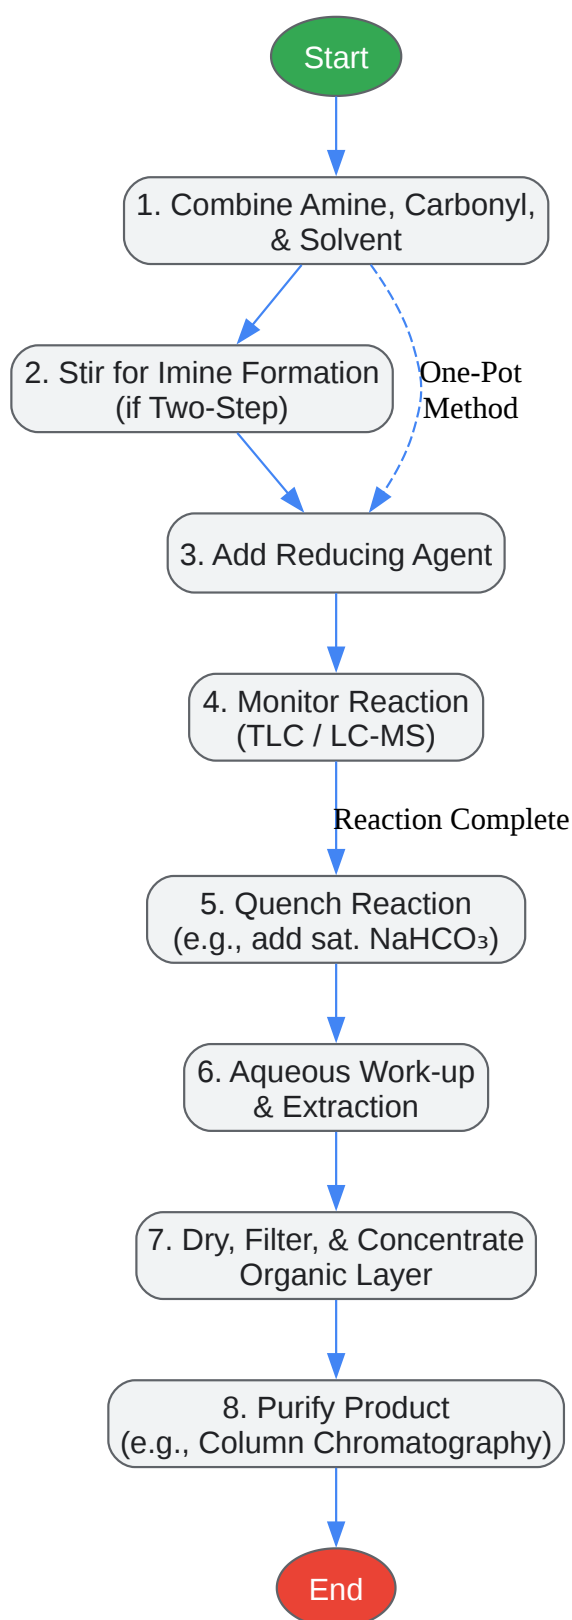 Start
1. Combine Amine, Carbonyl,
& Solvent
2. Stir for Imine Formation
(if Two-Step)
One-Pot
Method
3. Add Reducing Agent
4. Monitor Reaction
(TLC / LC-MS)
Reaction Complete
5. Quench Reaction
(e.g., add sat. NaHCO₃)
6. Aqueous Work-up
& Extraction
7. Dry, Filter, & Concentrate
Organic Layer
8. Purify Product
(e.g., Column Chromatography)
End